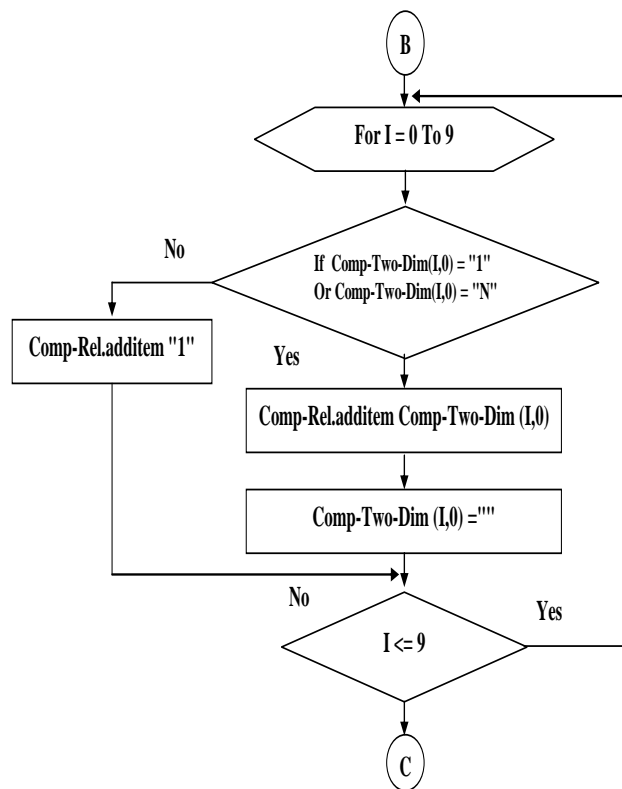 B
For I = 0 To 9
No
If Comp-Two-Dim(I,0) = "1"
Or Comp-Two-Dim(I,0) = "N"
Comp-Rel.additem "1"
Yes
Comp-Rel.additem Comp-Two-Dim (I,0)
Comp-Two-Dim (I,0) =""
No
Yes
I <= 9
C